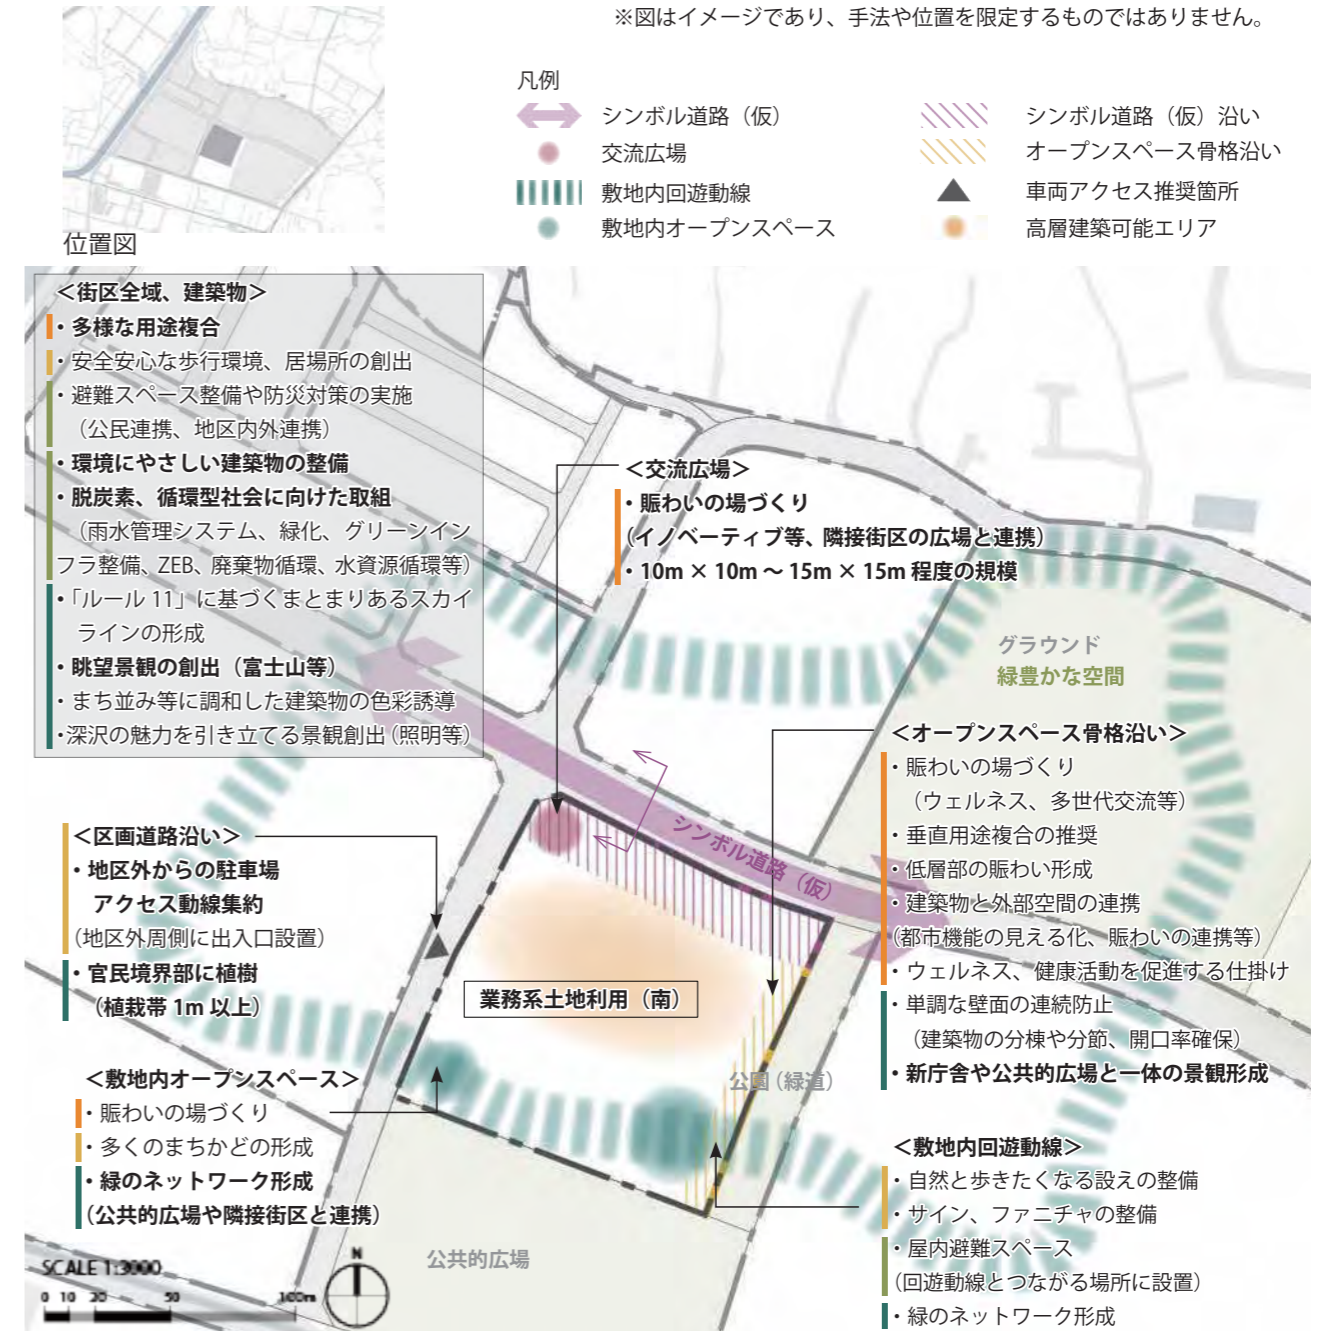 ※図はイメージであり、手法や位置を限定するものではありません。
位置図
凡例
シンボル道路（仮）
交流広場
敷地内回遊動線
敷地内オープンスペース
シンボル道路（仮）沿い
オープンスペース骨格沿い
車両アクセス推奨箇所
高層建築可能エリア
＜街区全域、建築物＞
・多様な用途複合
・安全安心な歩行環境、居場所の創出
・避難スペース整備や防災対策の実施
（公民連携、地区内外連携）
・環境にやさしい建築物の整備
・脱炭素、循環型社会に向けた取組
（雨水管理システム、緑化、グリーンイン
フラ整備、ZEB、廃棄物循環、水資源循環等）
・「ルール 11」に基づくまとまりあるスカイ
ラインの形成
・眺望景観の創出（富士山等）
・まち並み等に調和した建築物の色彩誘導
・深沢の魅力を引き立てる景観創出（照明等）
＜交流広場＞
・賑わいの場づくり
（イノベーティブ等、隣接街区の広場と連携）
・10m × 10m ～ 15m × 15m 程度の規模
グラウンド
緑豊かな空間
＜オープンスペース骨格沿い＞
・賑わいの場づくり
（ウェルネス、多世代交流等）
・垂直用途複合の推奨
・低層部の賑わい形成
・建築物と外部空間の連携
（都市機能の見える化、賑わいの連携等）
・ウェルネス、健康活動を促進する仕掛け
・単調な壁面の連続防止
（建築物の分棟や分節、開口率確保）
・新庁舎や公共的広場と一体の景観形成
シンボル道路（仮）
＜区画道路沿い＞
・地区外からの駐車場
アクセス動線集約
（地区外周側に出入口設置）
・官民境界部に植樹
（植栽帯 1m 以上）
業務系土地利用（南）
公園（緑道）
＜敷地内オープンスペース＞
・賑わいの場づくり
・多くのまちかどの形成
・緑のネットワーク形成
（公共的広場や隣接街区と連携）
＜敷地内回遊動線＞
・自然と歩きたくなる設えの整備
・サイン、ファニチャの整備
・屋内避難スペース
（回遊動線とつながる場所に設置）
・緑のネットワーク形成
公共的広場
SCALE 1:3000
0 10 20 50 100m
N